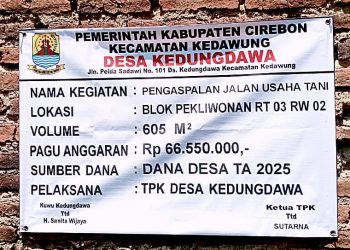 PEMERINTAH KABUPATEN CIREBON
KECAMATAN KEDAWUNG
DESA KEDUNGDAWA
Jln. Pelda Sadawi No. 101 Ds. Kedungdawa Kecamatan Kedawung
NAMA KEGIATAN : PENGASPALAN JALAN USAHA TANI
LOKASI : BLOK PEKLIWONAN RT 03 RW 02
VOLUME : 605 M²
PAGU ANGGARAN : Rp 66.550.000,-
SUMBER DANA : DANA DESA TA 2025
PELAKSANA : TPK DESA KEDUNGDAWA
Kuwu Kedungdawa
Ttd
H. Sanita Wijaya
Ketua TPK
Ttd
SUTARNA